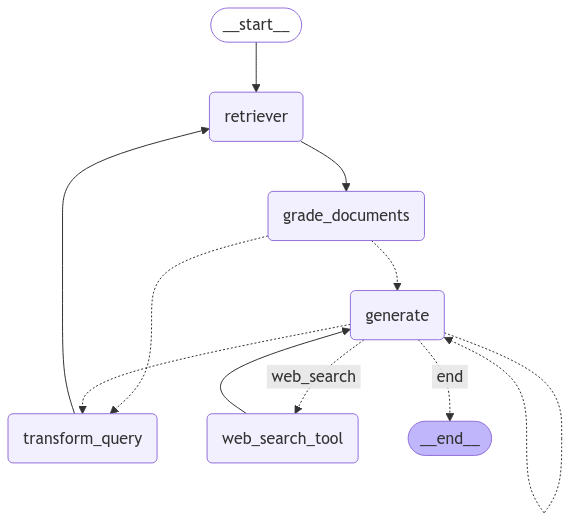 __start__
retriever
grade_documents
generate
web_search
end
transform_query
web_search_tool
__end__